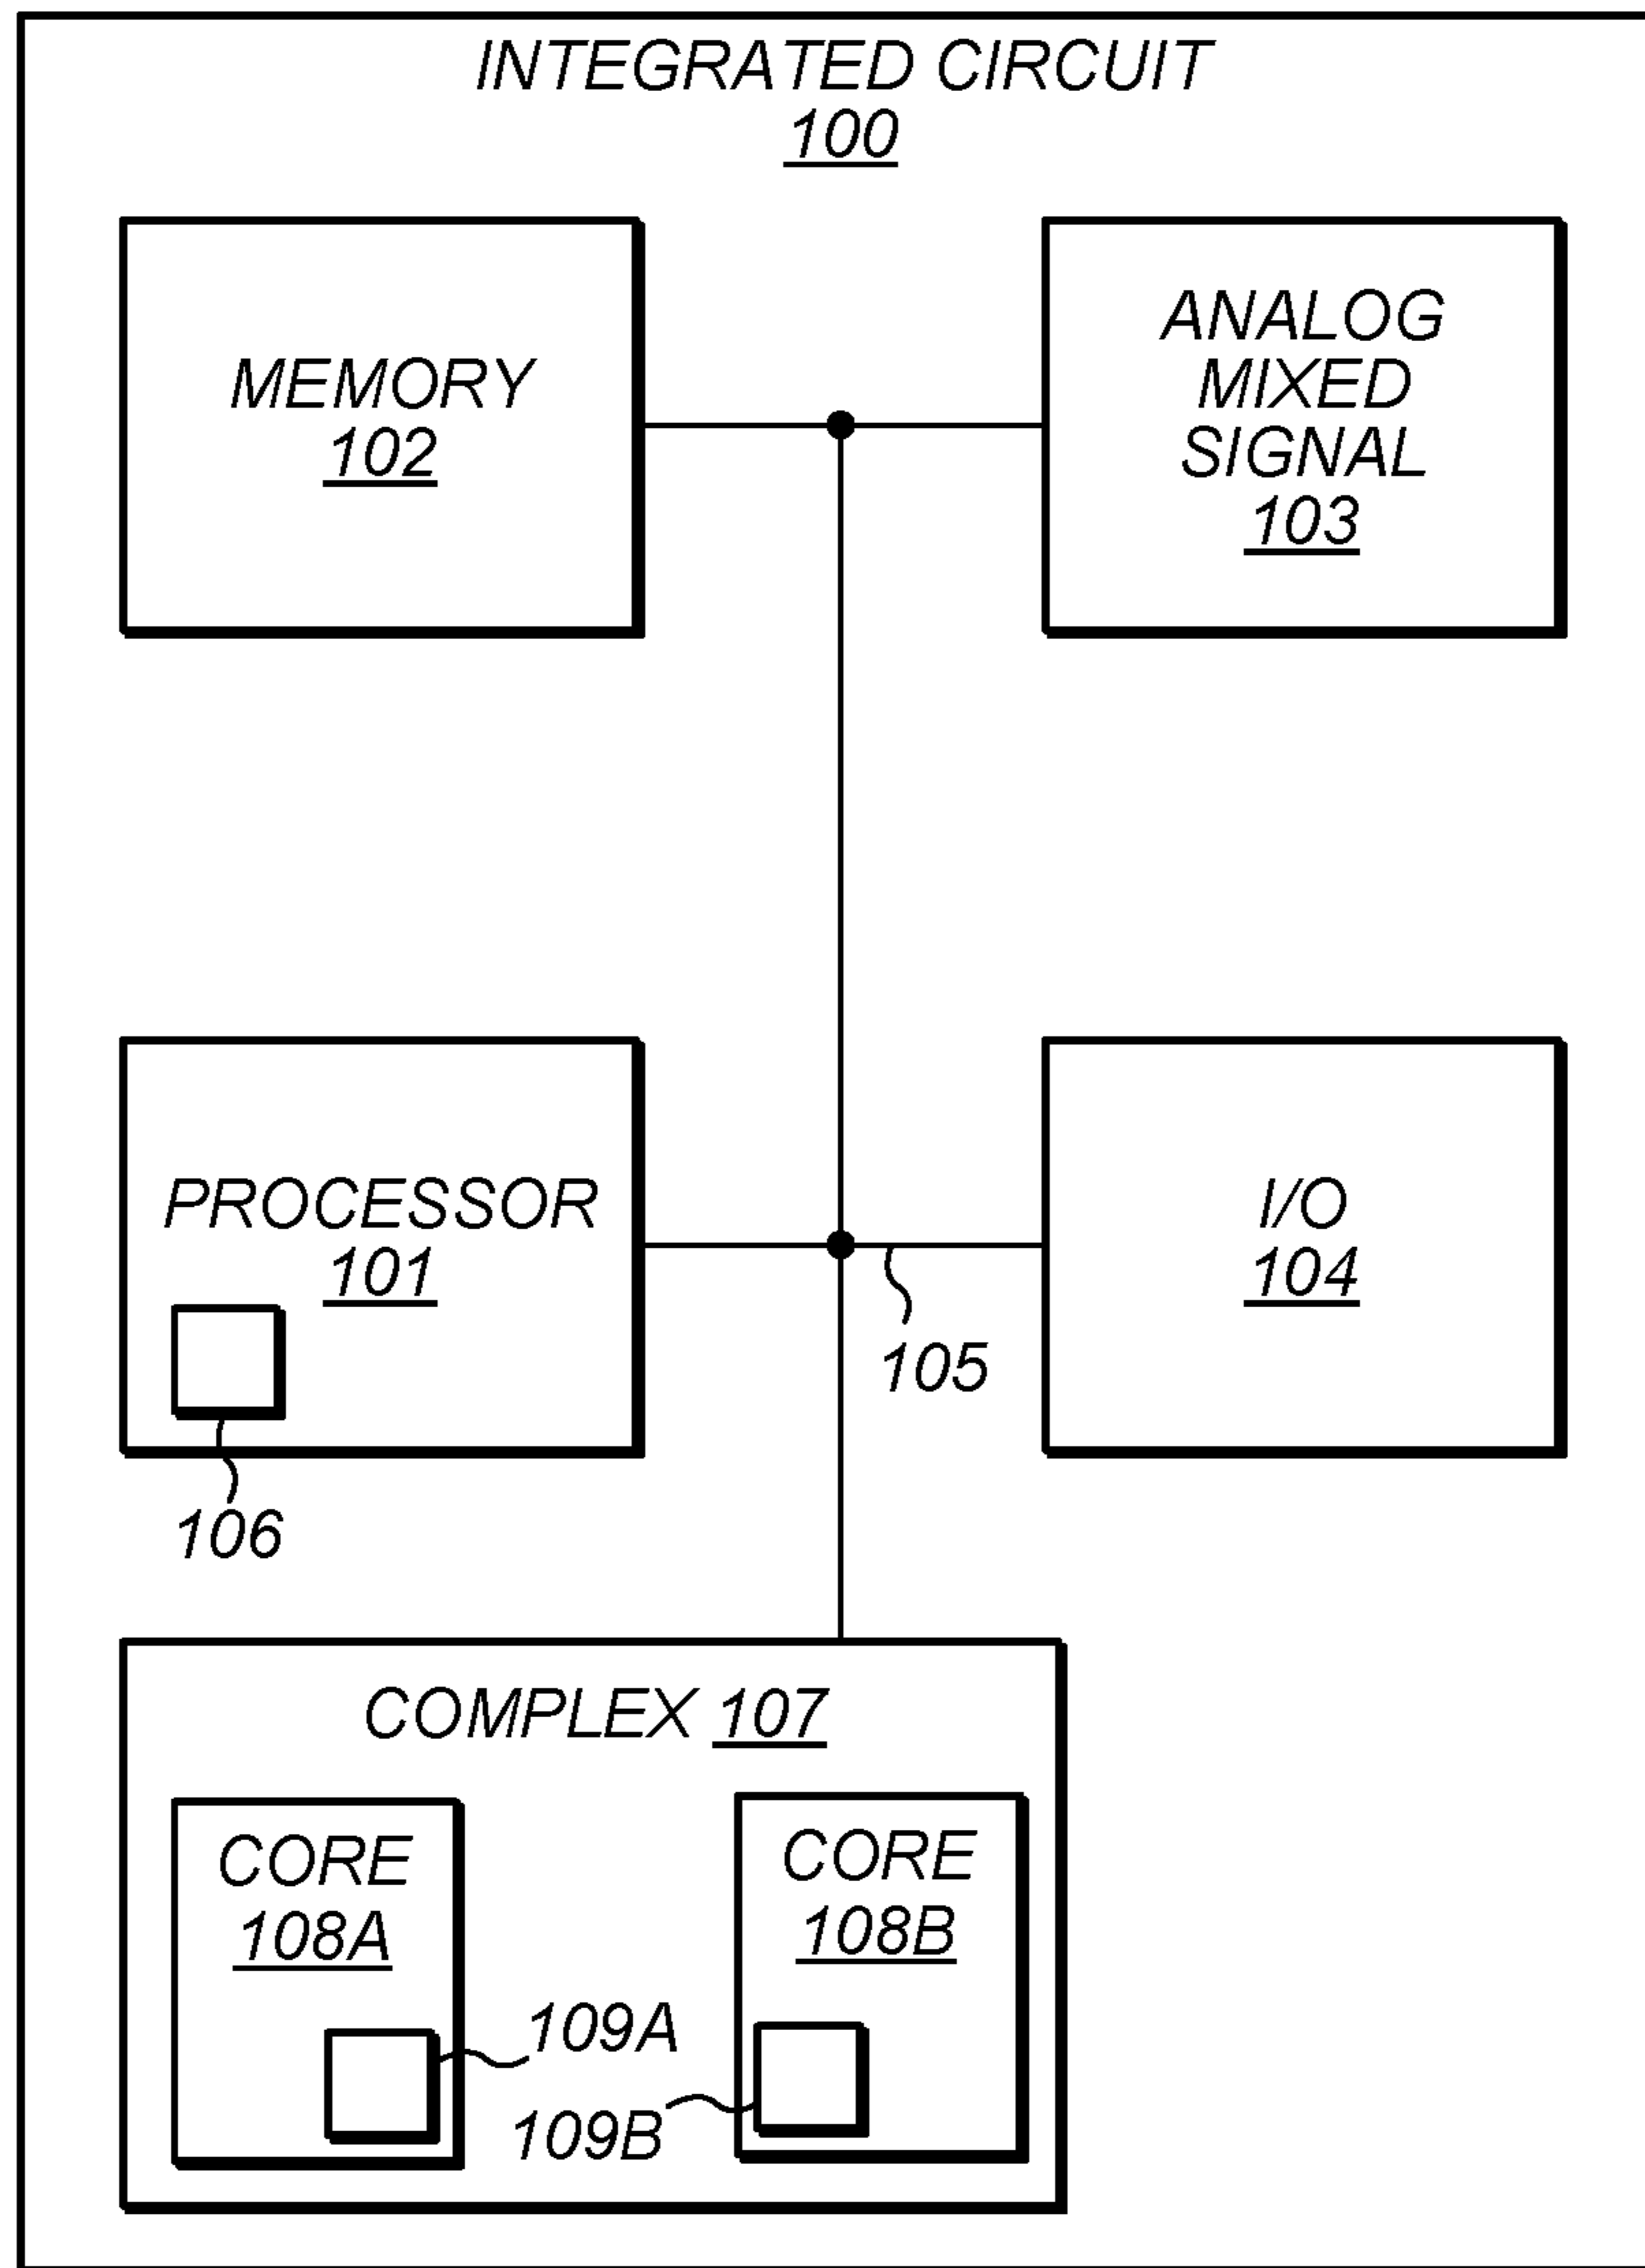 INTEGRATED CIRCUIT
100
MEMORY
102
ANALOG
MIXED
SIGNAL
103
PROCESSOR
101
I/O
104
105
106
COMPLEX 107
CORE
108A
CORE
108B
109A
109B